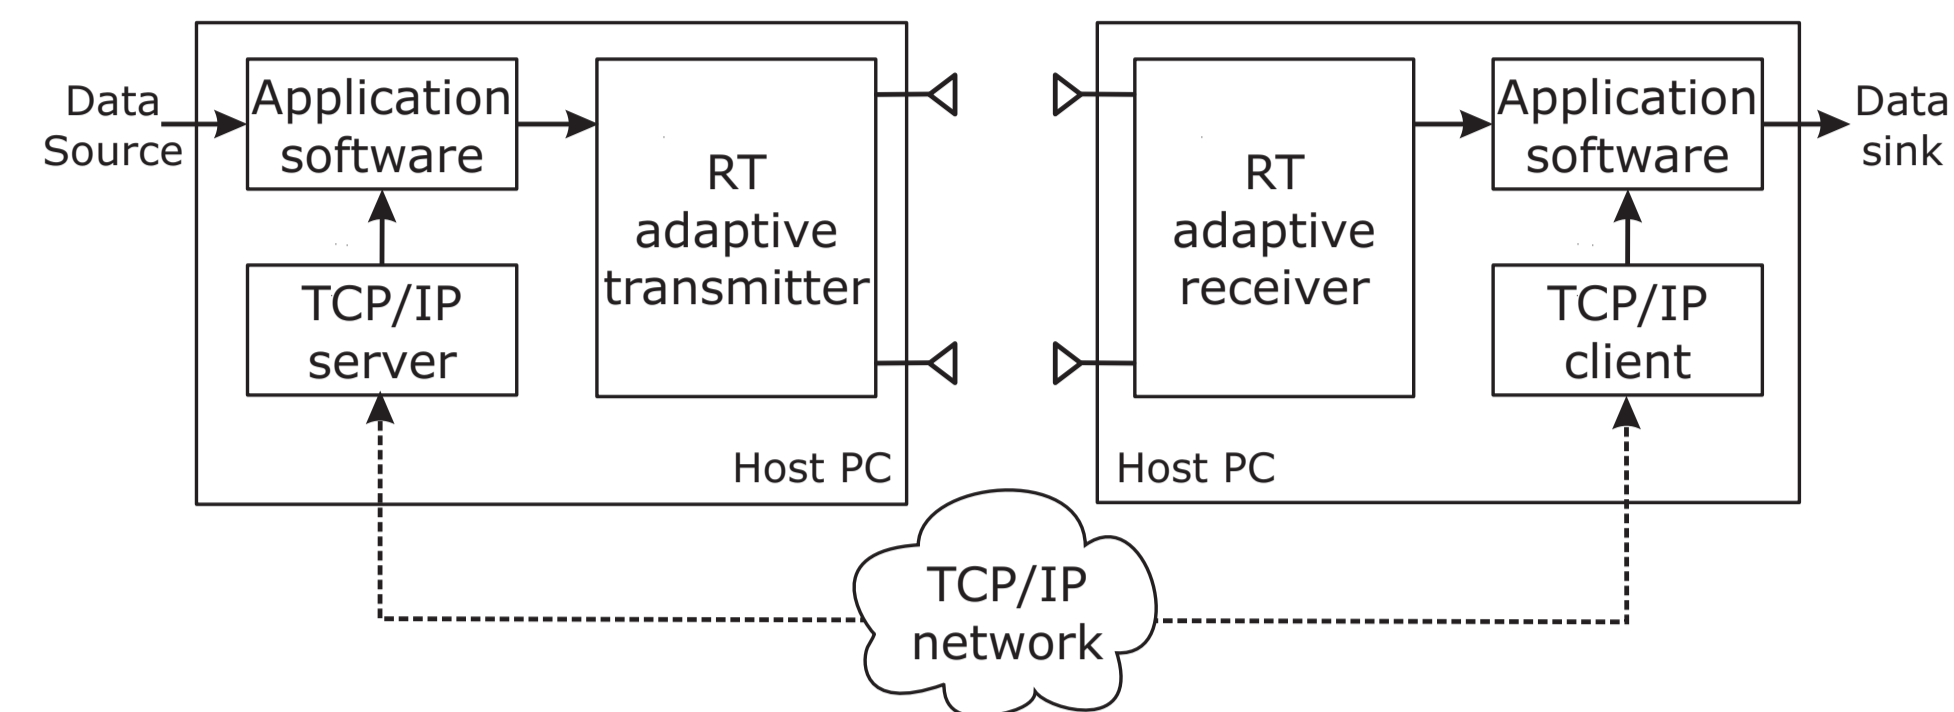 Data
Source
Application
software
TCP/IP
server
RT
adaptive
transmitter
Host PC
RT
adaptive
receiver
Application
software
TCP/IP
client
Host PC
Data
sink
TCP/IP
network